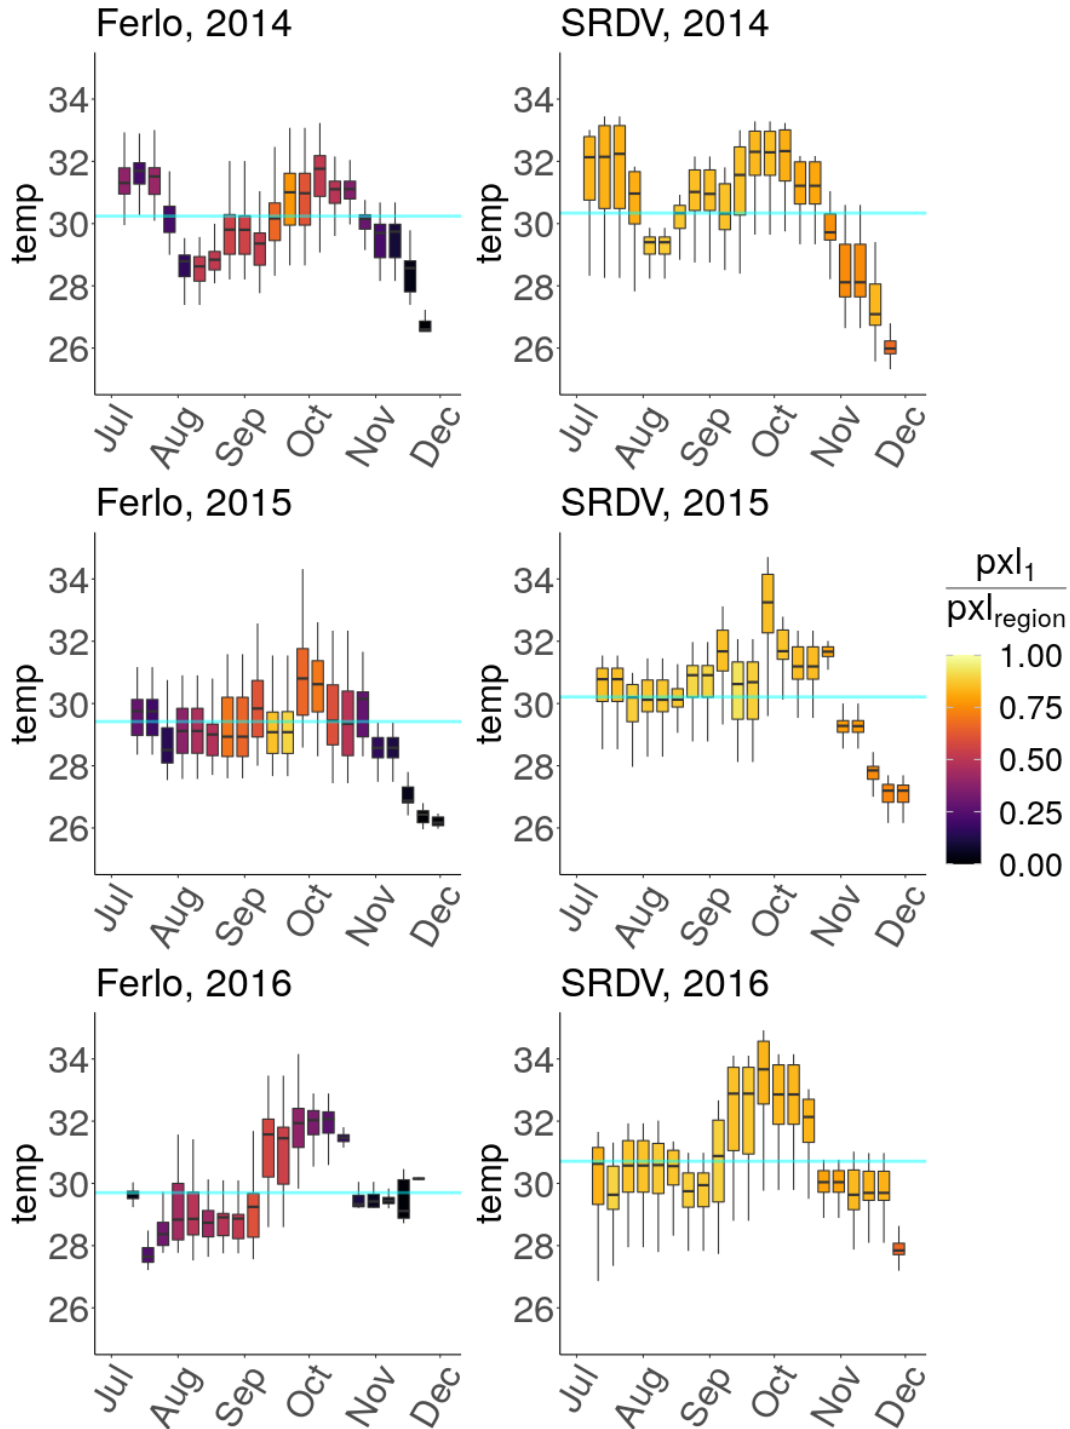 Ferlo, 2014
SRDV, 2014
34
32
30
28
26
temp
Jul Aug Sep Oct Nov Dec
34
32
30
28
26
temp
Jul Aug Sep Oct Nov Dec
Ferlo, 2015
SRDV, 2015
34
32
30
28
26
temp
Jul Aug Sep Oct Nov Dec
34
32
30
28
26
temp
Jul Aug Sep Oct Nov Dec
pxl₁
pxl_region
1.00
0.75
0.50
0.25
0.00
Ferlo, 2016
SRDV, 2016
34
32
30
28
26
temp
Jul Aug Sep Oct Nov Dec
34
32
30
28
26
temp
Jul Aug Sep Oct Nov Dec